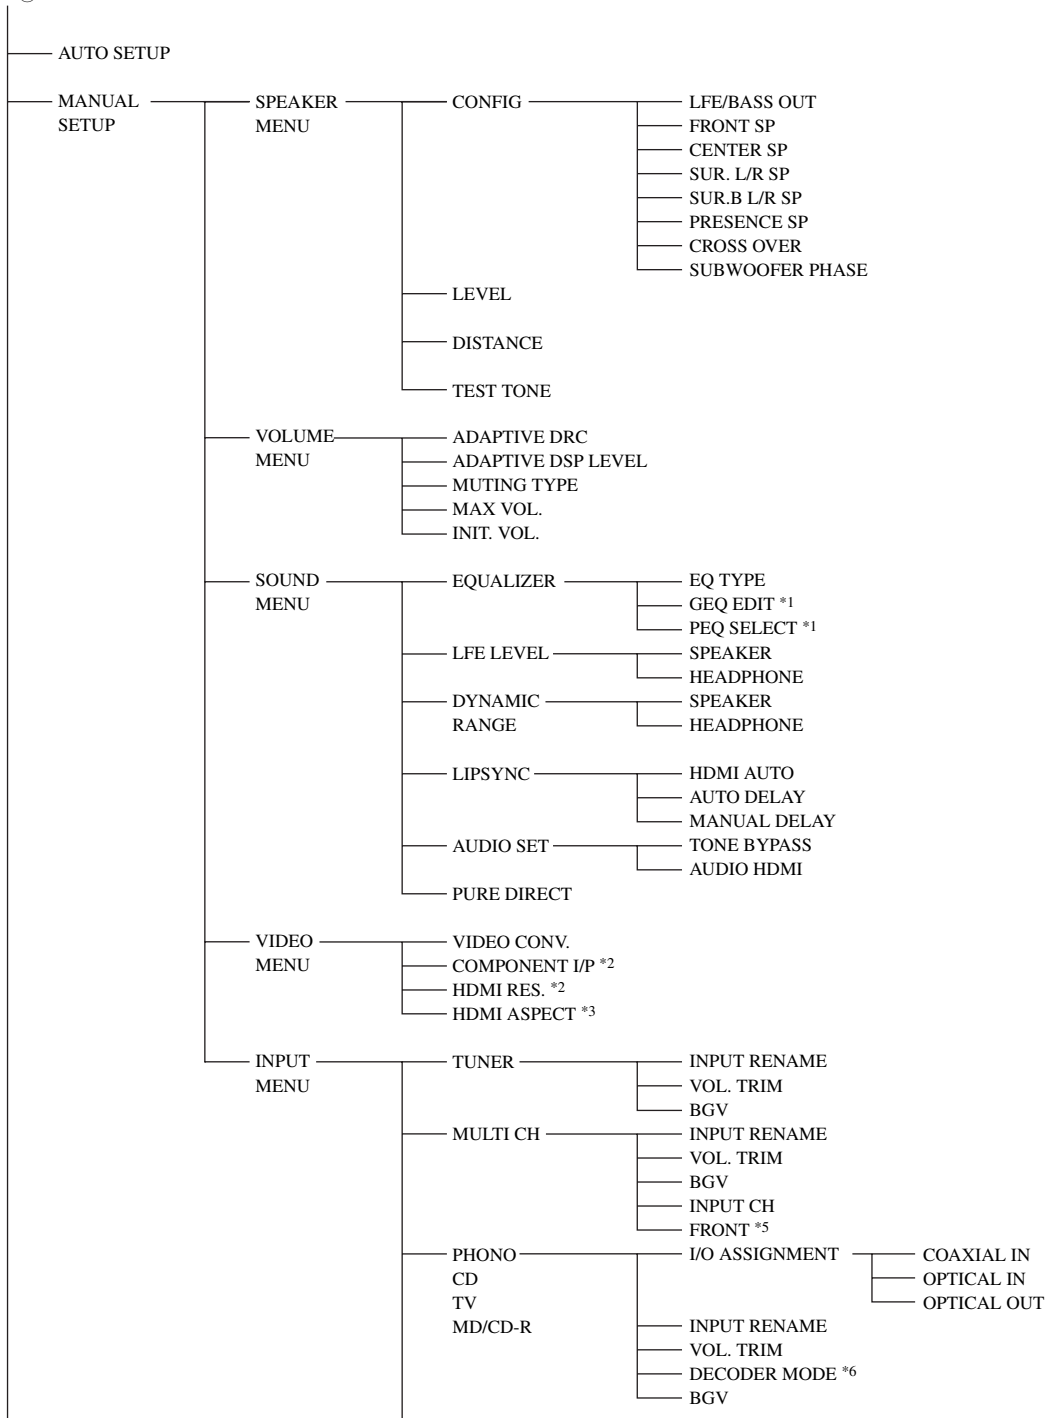 AUTO SETUP
MANUAL SPEAKER CONFIG LFE/BASS OUT
SETUP MENU FRONT SP
CENTER SP
SUR. L/R SP
SUR.B L/R SP
PRESENCE SP
CROSS OVER
SUBWOOFER PHASE
LEVEL
DISTANCE
TEST TONE
VOLUME ADAPTIVE DRC
MENU ADAPTIVE DSP LEVEL
MUTING TYPE
MAX VOL.
INIT. VOL.
SOUND EQUALIZER EQ TYPE
MENU GEQ EDIT *1
PEQ SELECT *1
LFE LEVEL SPEAKER
HEADPHONE
DYNAMIC SPEAKER
RANGE HEADPHONE
LIPSYNC HDMI AUTO
AUTO DELAY
MANUAL DELAY
AUDIO SET TONE BYPASS
AUDIO HDMI
PURE DIRECT
VIDEO VIDEO CONV.
MENU COMPONENT I/P *2
HDMI RES. *2
HDMI ASPECT *3
INPUT TUNER INPUT RENAME
MENU VOL. TRIM
BGV
MULTI CH INPUT RENAME
VOL. TRIM
BGV
INPUT CH
FRONT *5
PHONO I/O ASSIGNMENT COAXIAL IN
CD OPTICAL IN
TV OPTICAL OUT
MD/CD-R INPUT RENAME
VOL. TRIM
DECODER MODE *6
BGV